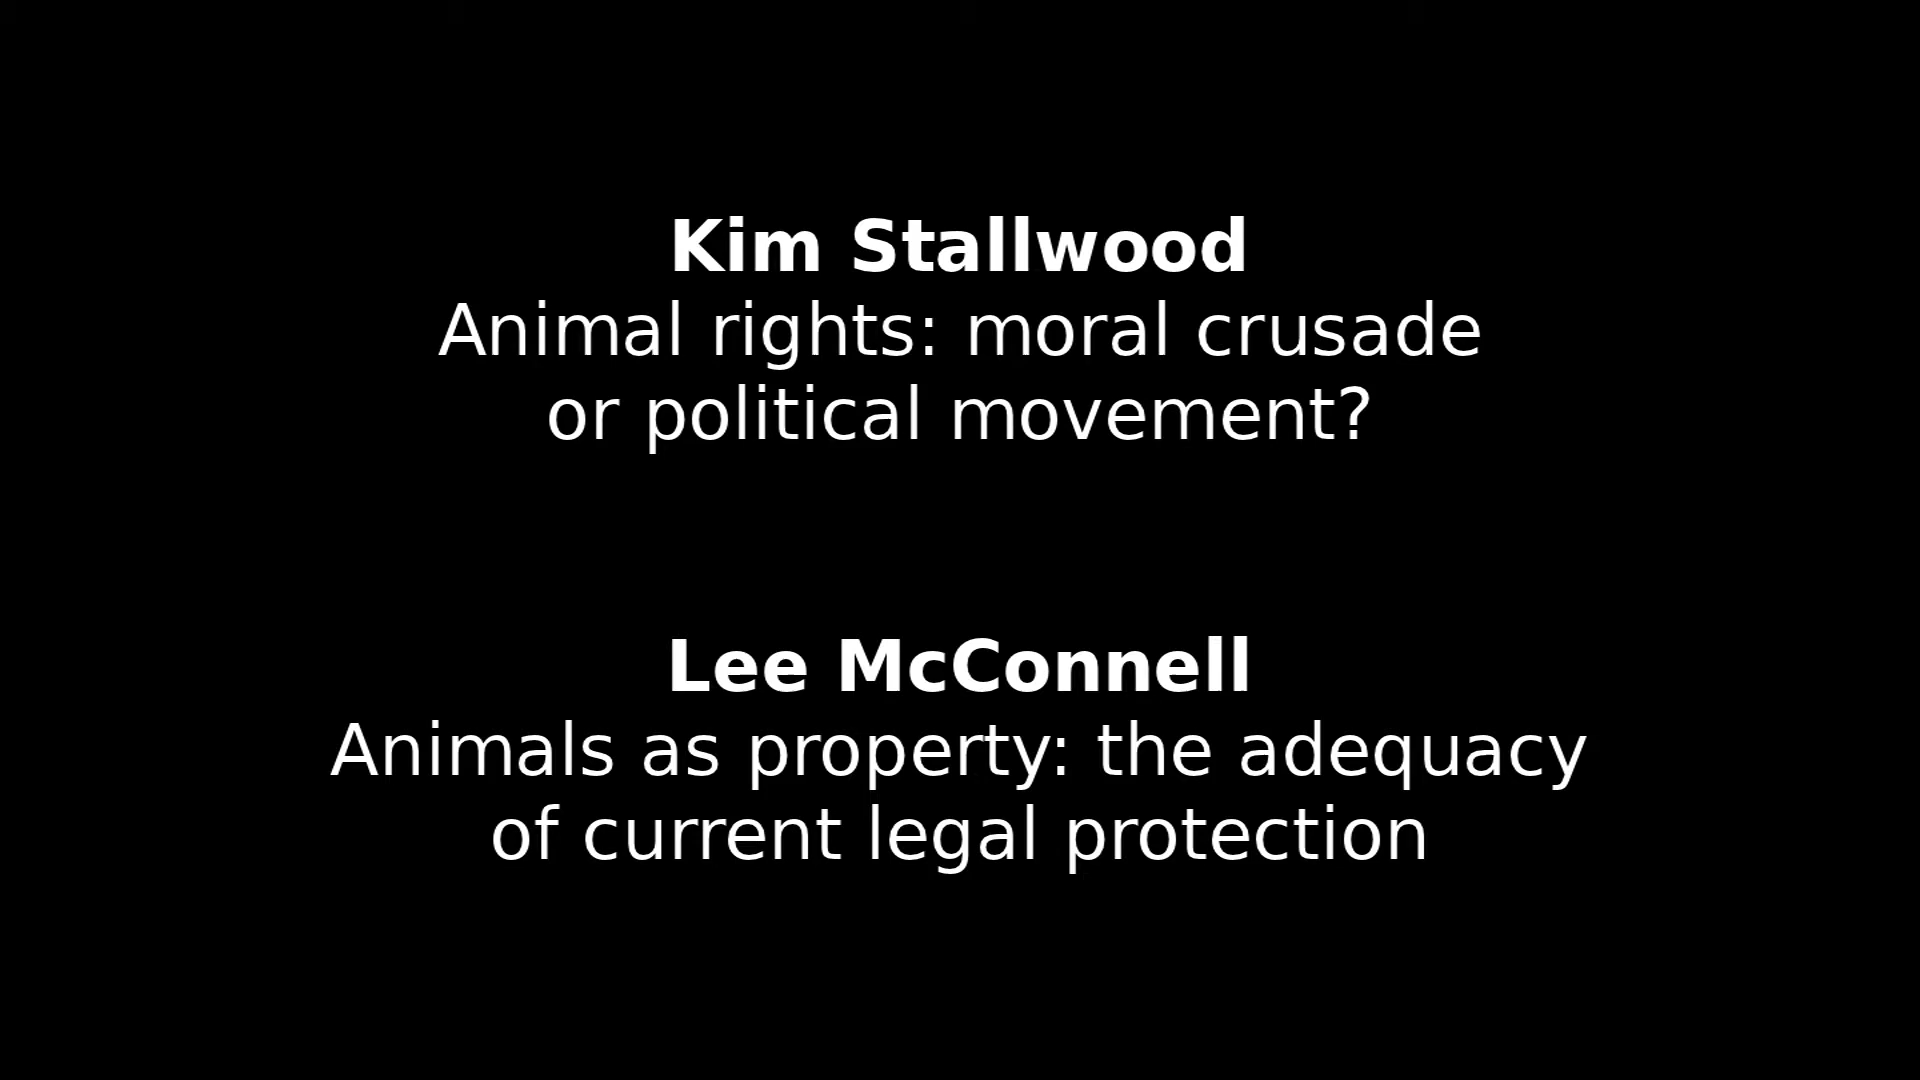 Kim Stallwood
Animal rights: moral crusade
or political movement?
Lee McConnell
Animals as property: the adequacy
of current legal protection